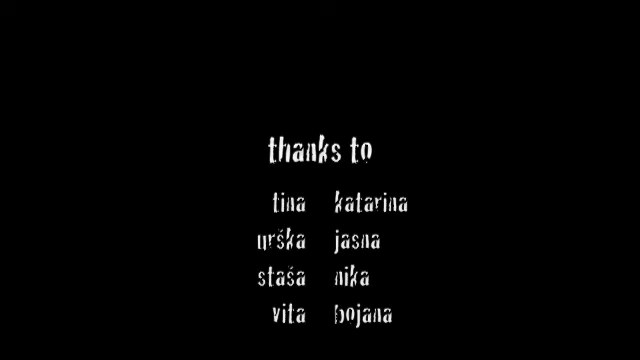 thanks to
tina katarina
urška jasna
staša nika
vita bojana